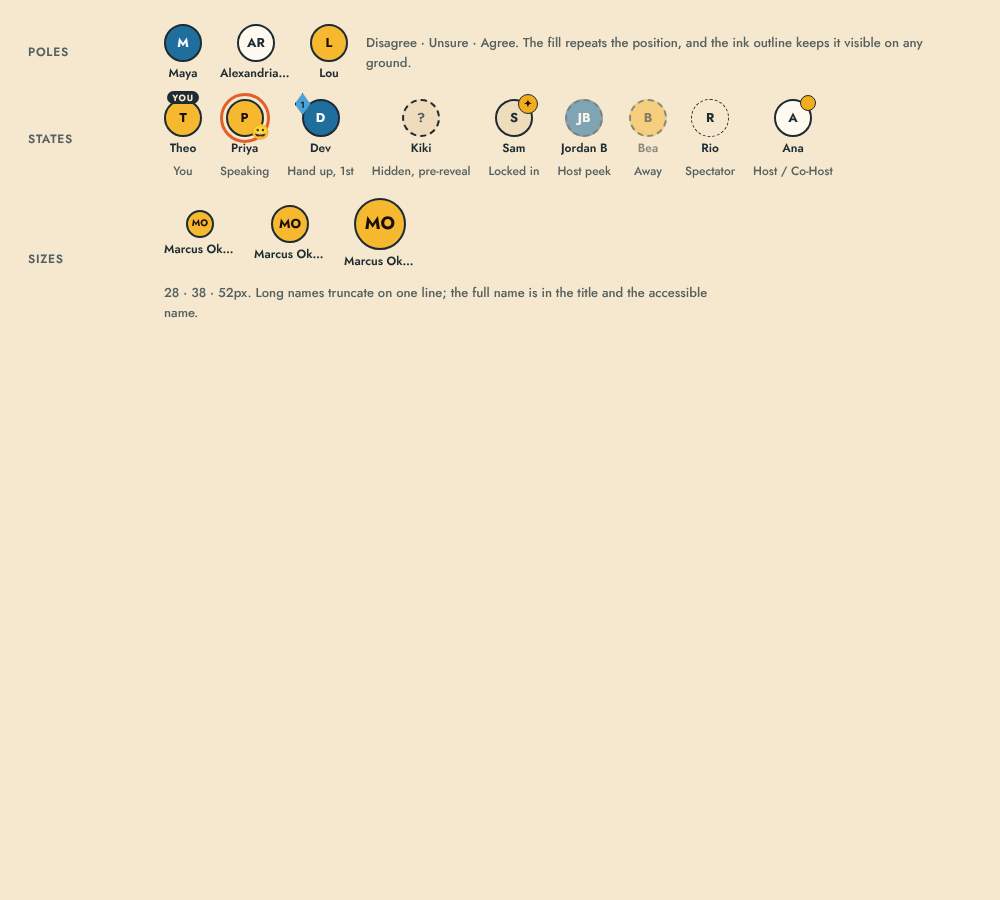 POLES
M AR L
Maya Alexandria... Lou
Disagree · Unsure · Agree. The fill repeats the position, and the ink outline keeps it visible on any
ground.
STATES
YOU
T P 1 D ? S ✦ JB B R A
Theo Priya Dev Kiki Sam Jordan B Bea Rio Ana
You Speaking Hand up, 1st Hidden, pre-reveal Locked in Host peek Away Spectator Host / Co-Host
SIZES
MO MO MO
Marcus Ok... Marcus Ok... Marcus Ok...
28 · 38 · 52px. Long names truncate on one line; the full name is in the title and the accessible
name.